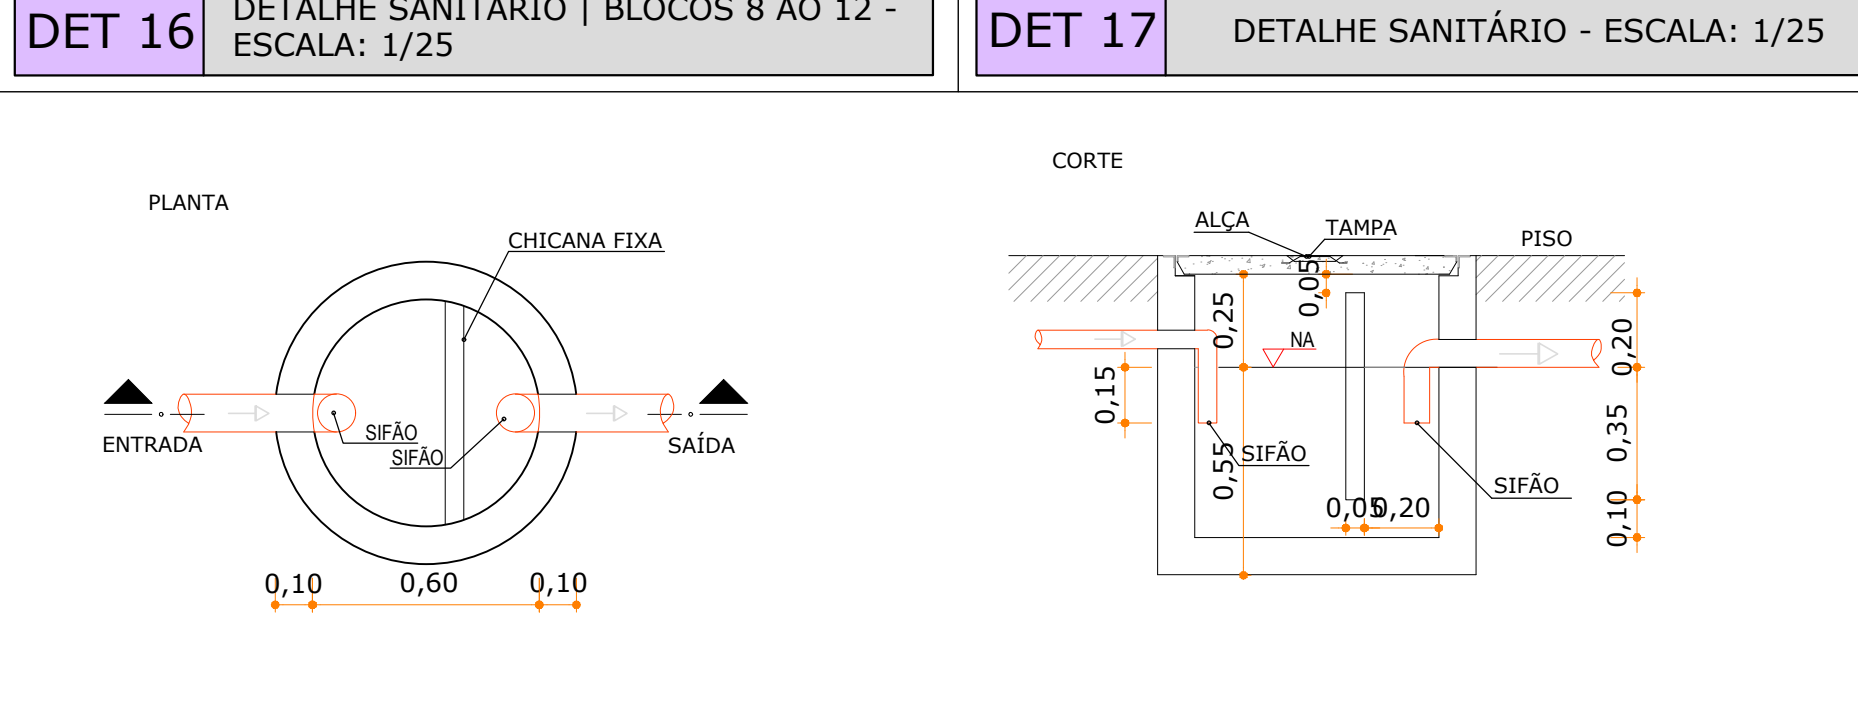 DET 16
DETALHE SANITÁRIO | BLOCOS 8 AO 12 -
ESCALA: 1/25
DET 17
DETALHE SANITÁRIO - ESCALA: 1/25
PLANTA
CHICANA FIXA
ENTRADA
SIFÃO
SIFÃO
SAÍDA
0,10
0,60
0,10
CORTE
ALÇA
TAMPA
PISO
0,05
0,25
NA
0,20
0,15
0,35
0,55
SIFÃO
SIFÃO
0,05
0,20
0,10